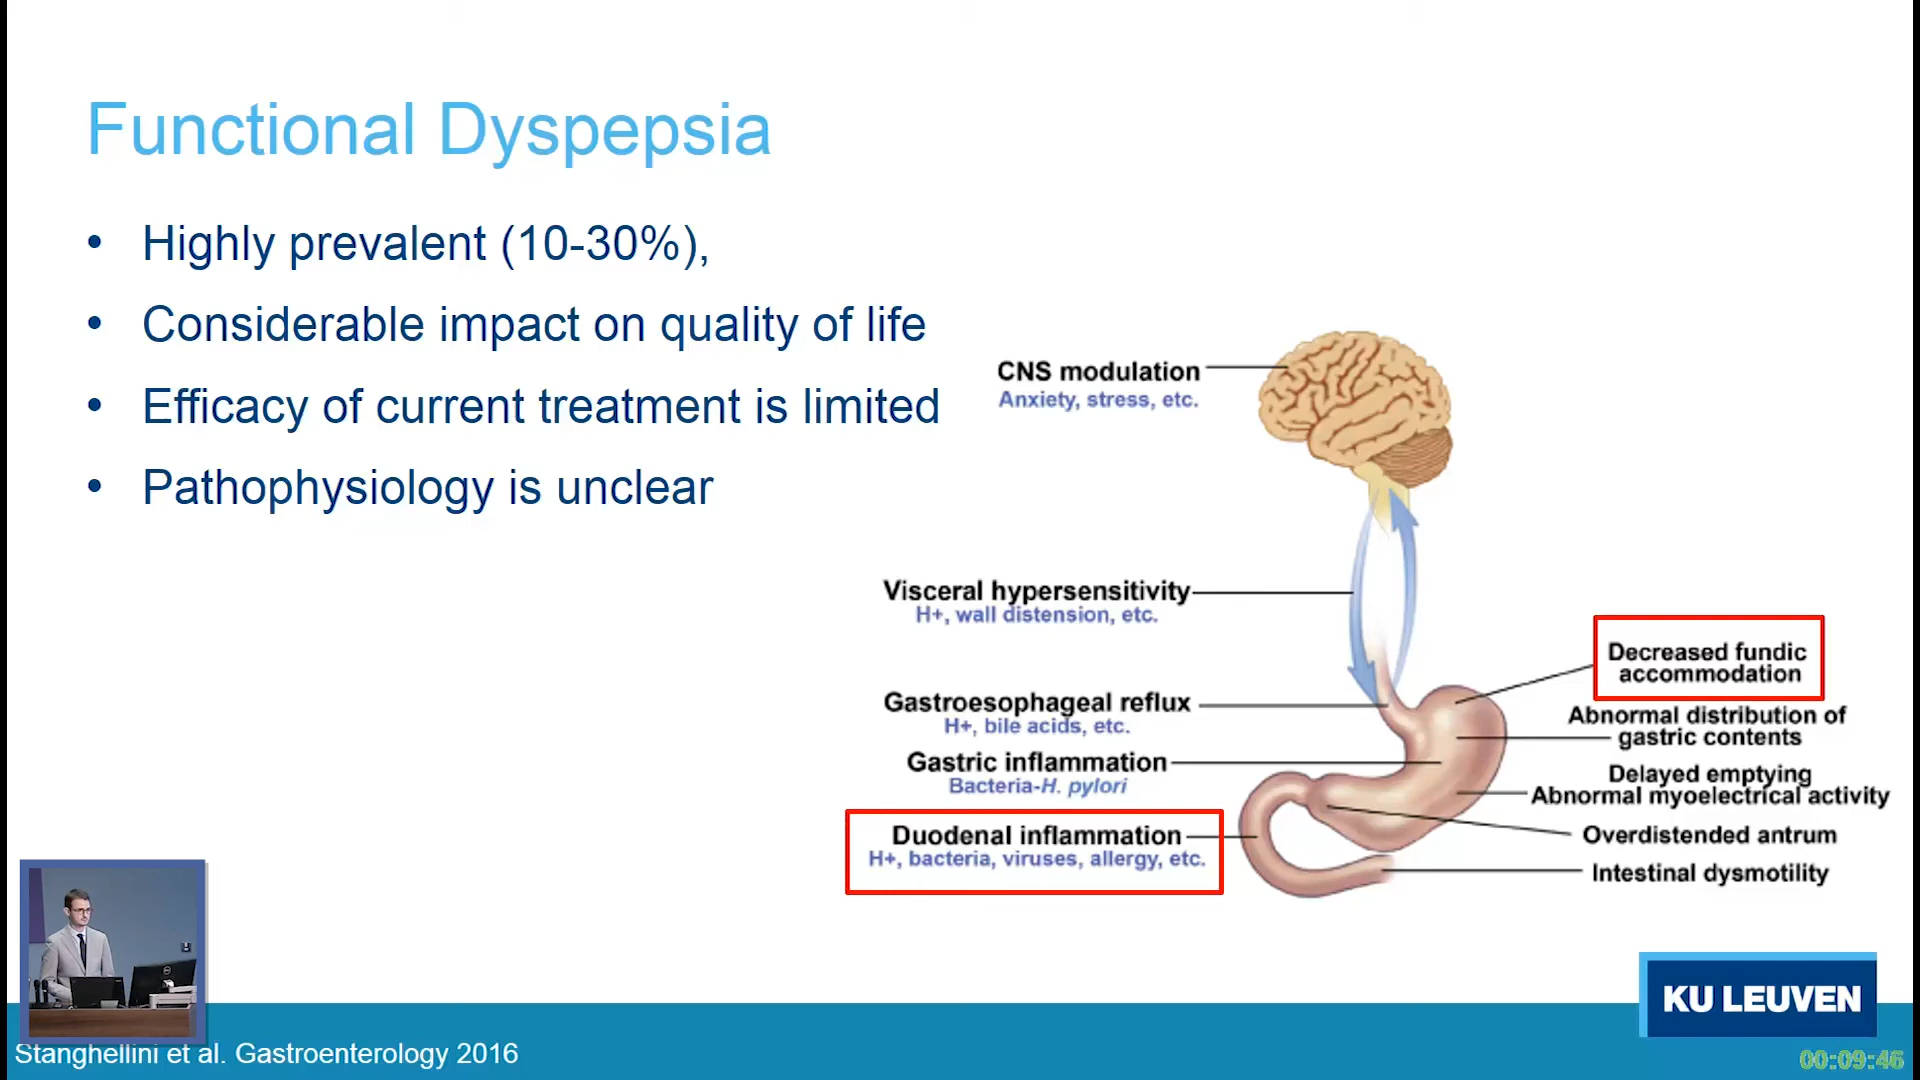 Functional Dyspepsia
• Highly prevalent (10-30%),
• Considerable impact on quality of life
• Efficacy of current treatment is limited
• Pathophysiology is unclear
CNS modulation
Anxiety, stress, etc.
Visceral hypersensitivity
H+, wall distension, etc.
Gastroesophageal reflux
H+, bile acids, etc.
Gastric inflammation
Bacteria-H. pylori
Duodenal inflammation
H+, bacteria, viruses, allergy, etc.
Decreased fundic
accommodation
Abnormal distribution of
gastric contents
Delayed emptying
Abnormal myoelectrical activity
Overdistended antrum
Intestinal dysmotility
KU LEUVEN
Stanghellini et al. Gastroenterology 2016
00:09:46